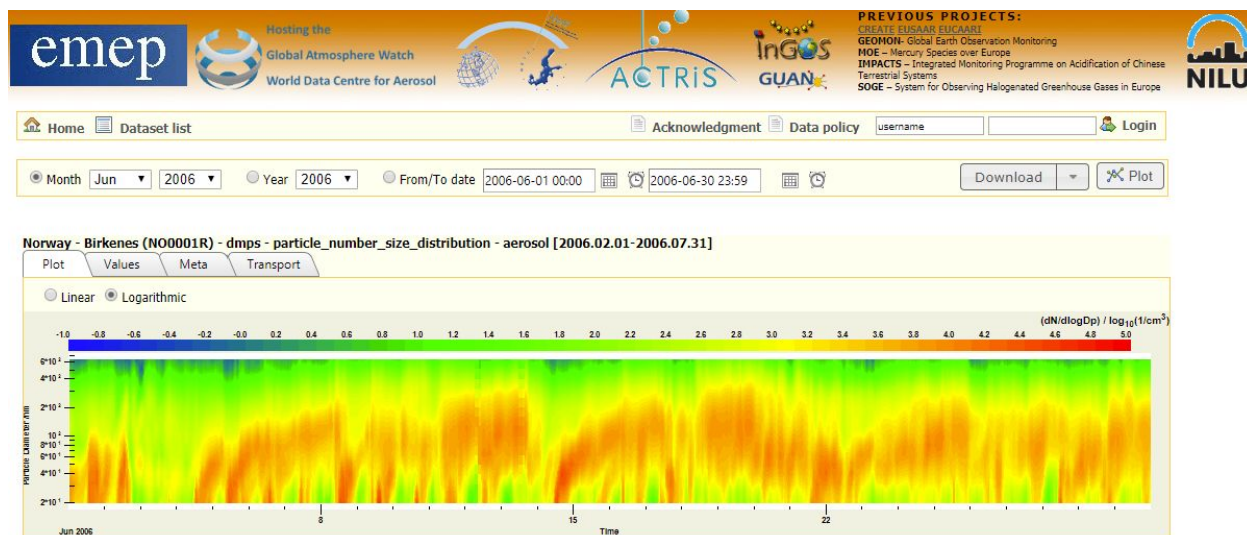 emep
Hosting the
Global Atmosphere Watch
World Data Centre for Aerosol
ACTRIS
InGOS
GUAN
PREVIOUS PROJECTS:
CREATE EUSAAR EUCAARI
GEOMON- Global Earth Observation Monitoring
MOE – Mercury Species over Europe
IMPACTS – Integrated Monitoring Programme on Acidification of Chinese
Terrestrial Systems
SOGE – System for Observing Halogenated Greenhouse Gases in Europe
NILU
Home Dataset list Acknowledgment Data policy username Login
Month Jun 2006 Year 2006 From/To date 2006-06-01 00:00 2006-06-30 23:59 Download Plot
Norway - Birkenes (NO0001R) - dmps - particle_number_size_distribution - aerosol [2006.02.01-2006.07.31]
Plot Values Meta Transport
Linear Logarithmic
(dN/dlogDp) / log10(1/cm3)
-1.0 -0.8 -0.6 -0.4 -0.2 -0.0 0.2 0.4 0.6 0.8 1.0 1.2 1.4 1.6 1.8 2.0 2.2 2.4 2.6 2.8 3.0 3.2 3.4 3.6 3.8 4.0 4.2 4.4 4.6 4.8 5.0
6*10²
4*10²
2*10²
10²
8*10¹
6*10¹
4*10¹
2*10¹
Particle Diameter /nm
8 15 22
Jun 2006 Time